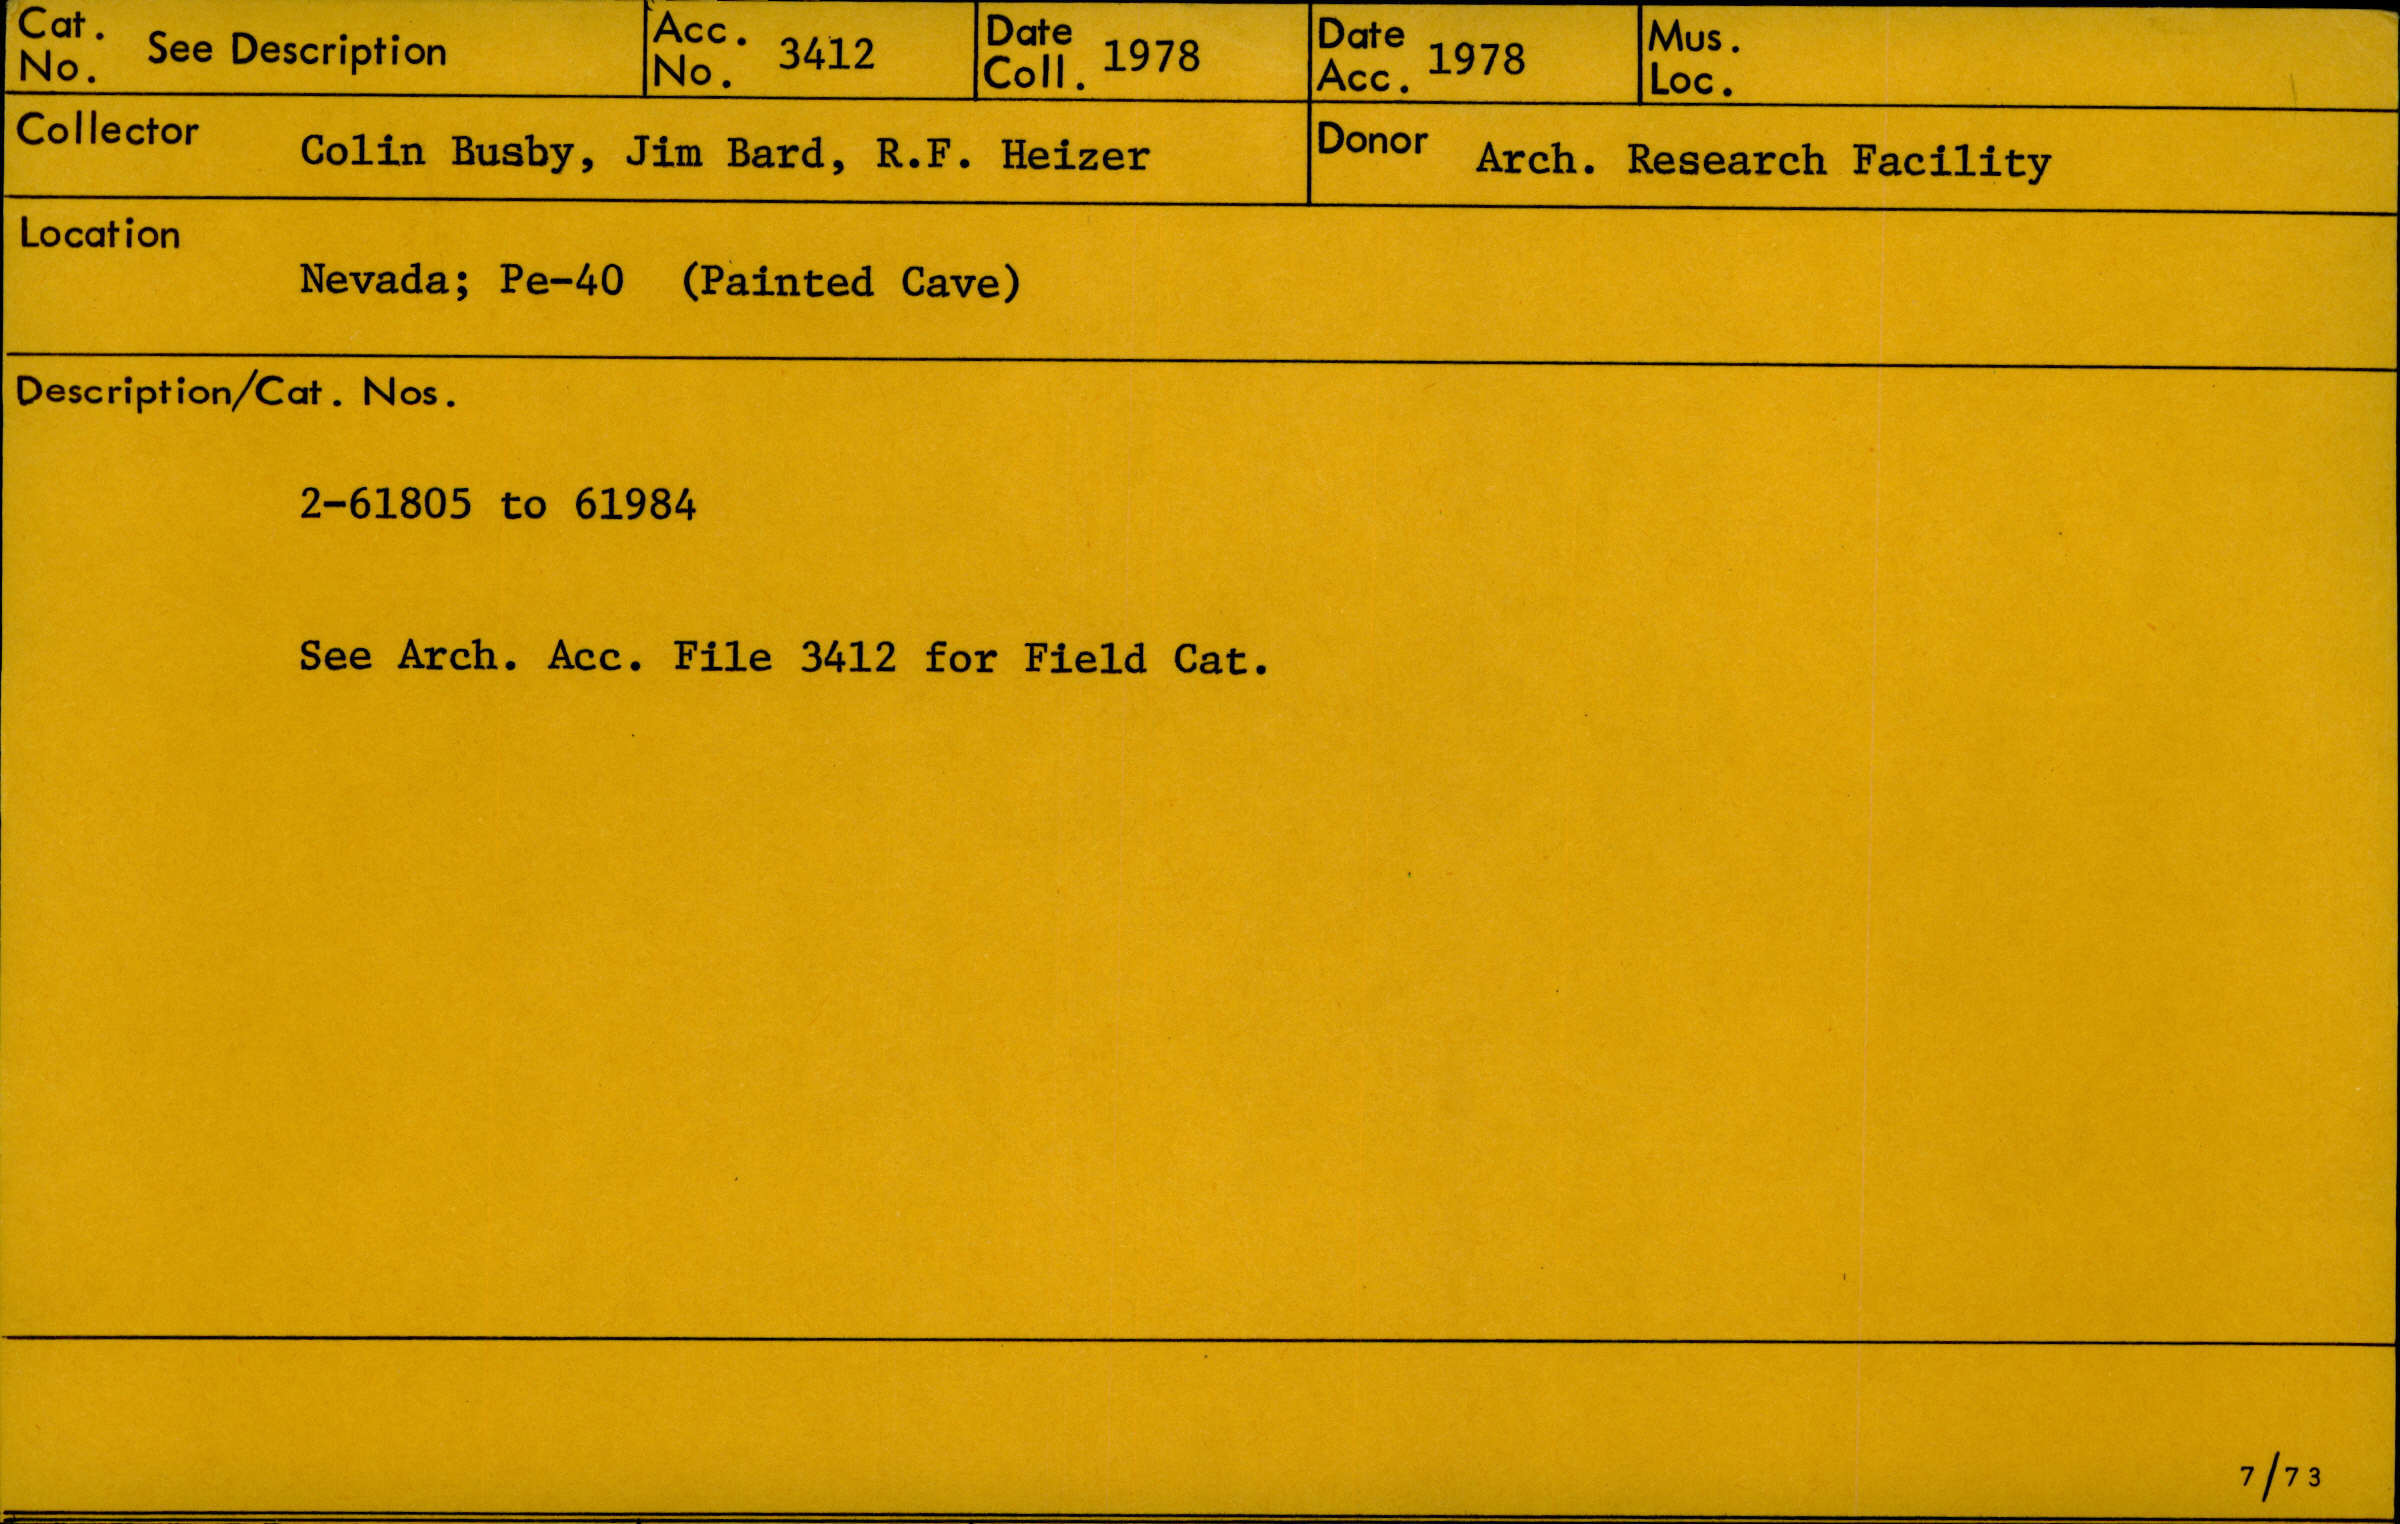 Cat. No. See Description Acc. No. 3412 Date Coll. 1978 Date Acc. 1978 Mus. Loc.
Collector Colin Busby, Jim Bard, R.F. Heizer Donor Arch. Research Facility
Location
Nevada; Pe-40 (Painted Cave)
Description/Cat. Nos.
2-61805 to 61984
See Arch. Acc. File 3412 for Field Cat.
7/73